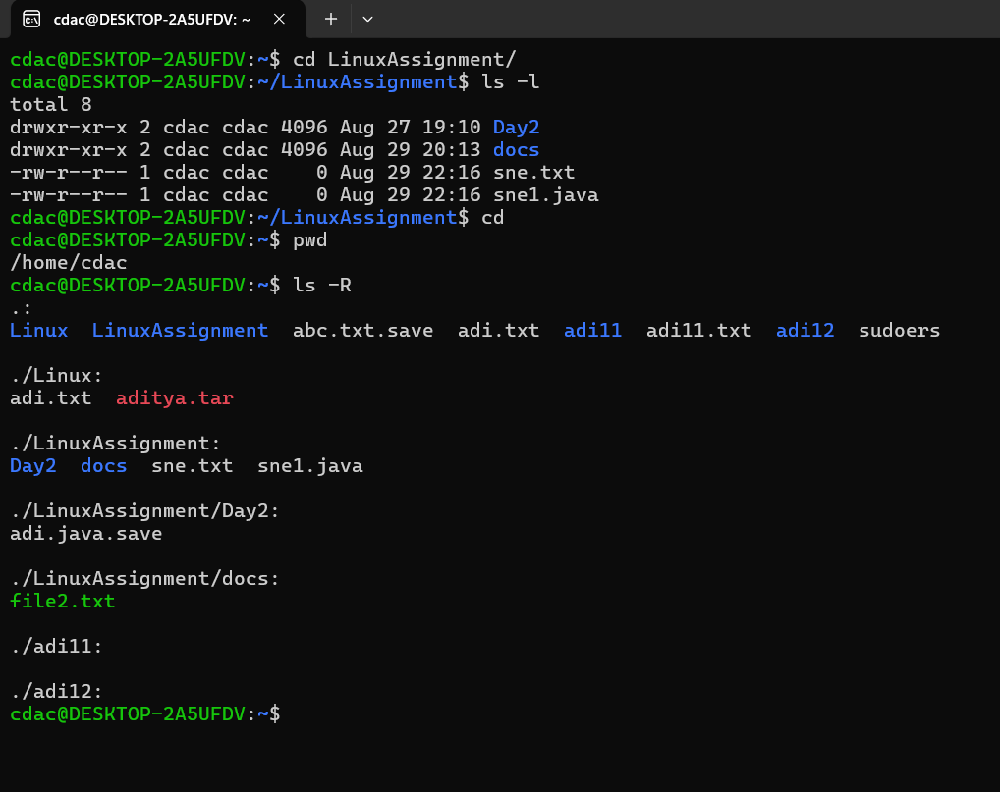 cdac@DESKTOP-2A5UFDV: ~
cdac@DESKTOP-2A5UFDV:~$ cd LinuxAssignment/
cdac@DESKTOP-2A5UFDV:~/LinuxAssignment$ ls -l
total 8
drwxr-xr-x 2 cdac cdac 4096 Aug 27 19:10 Day2
drwxr-xr-x 2 cdac cdac 4096 Aug 29 20:13 docs
-rw-r--r-- 1 cdac cdac    0 Aug 29 22:16 sne.txt
-rw-r--r-- 1 cdac cdac    0 Aug 29 22:16 sne1.java
cdac@DESKTOP-2A5UFDV:~/LinuxAssignment$ cd
cdac@DESKTOP-2A5UFDV:~$ pwd
/home/cdac
cdac@DESKTOP-2A5UFDV:~$ ls -R
.:
Linux  LinuxAssignment  abc.txt.save  adi.txt  adi11  adi11.txt  adi12  sudoers

./Linux:
adi.txt  aditya.tar

./LinuxAssignment:
Day2  docs  sne.txt  sne1.java

./LinuxAssignment/Day2:
adi.java.save

./LinuxAssignment/docs:
file2.txt

./adi11:

./adi12:
cdac@DESKTOP-2A5UFDV:~$